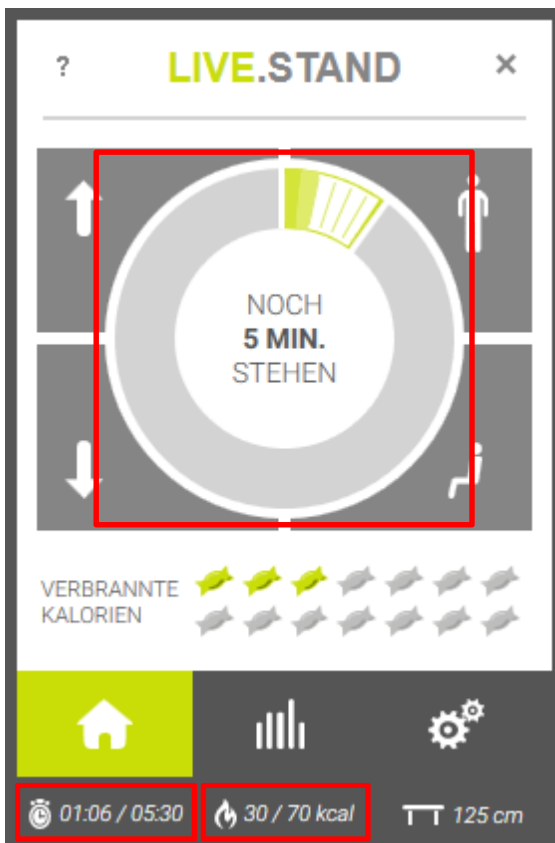 ?
LIVE.STAND
×
NOCH
5 MIN.
STEHEN
VERBRANNTE
KALORIEN
01:06 / 05:30
30 / 70 kcal
125 cm